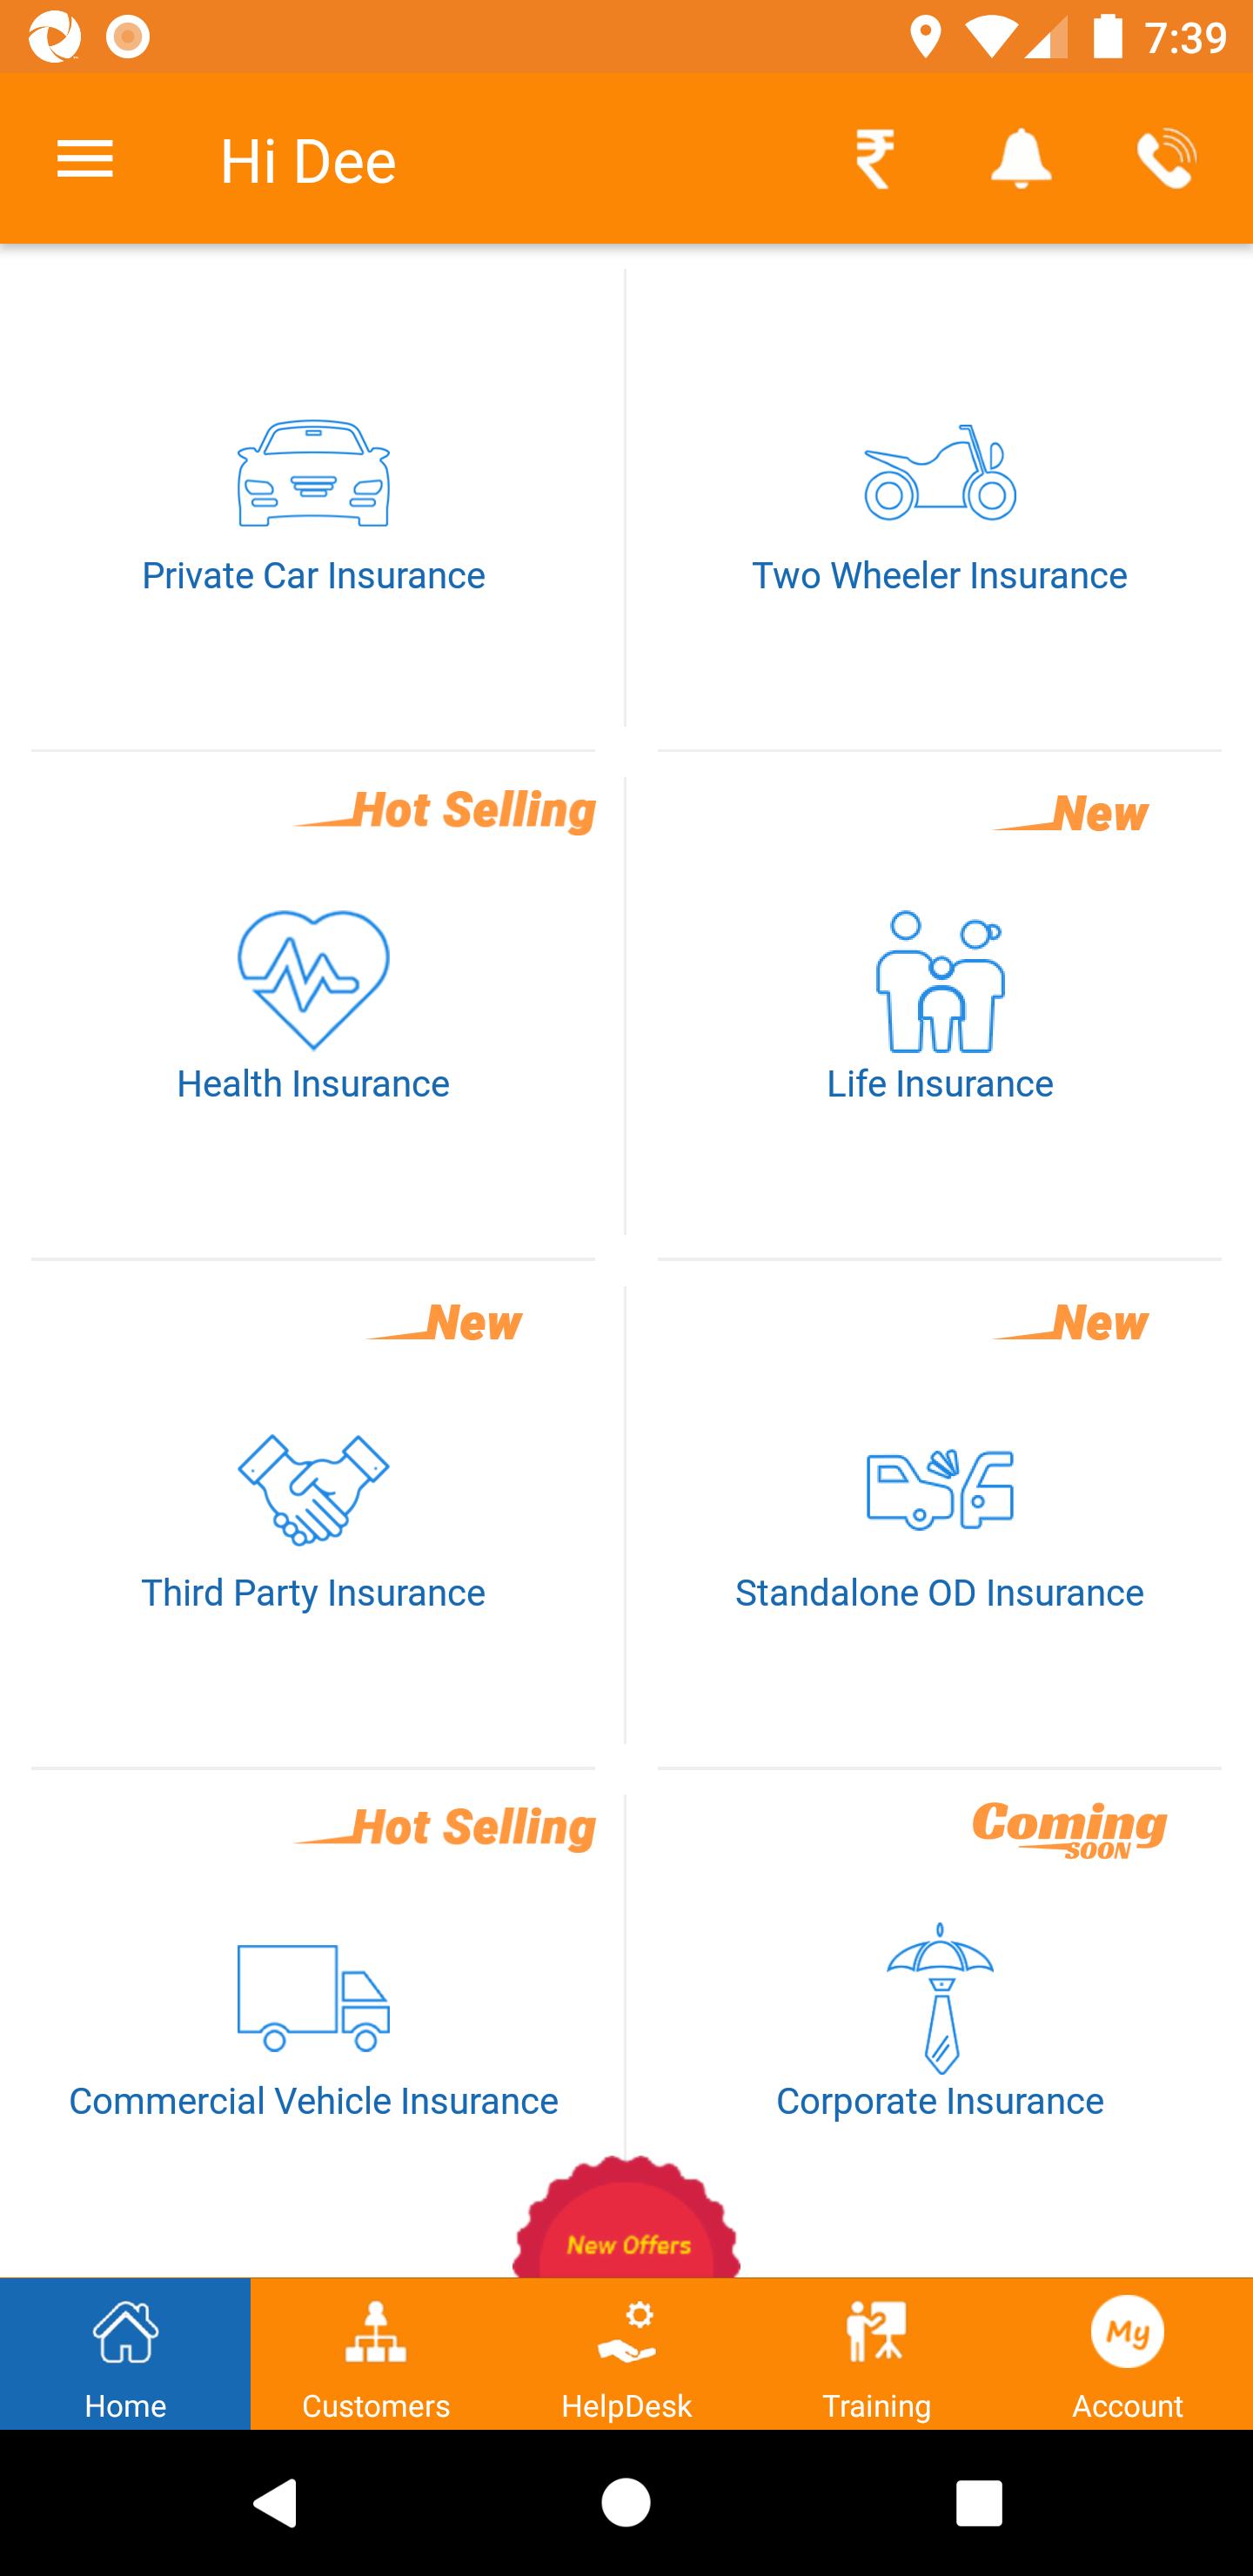 7:39
Hi Dee
Private Car Insurance
Two Wheeler Insurance
Hot Selling
New
Health Insurance
Life Insurance
New
New
Third Party Insurance
Standalone OD Insurance
Hot Selling
Coming
SOON
Commercial Vehicle Insurance
Corporate Insurance
New Offers
My
Home
Customers
HelpDesk
Training
Account